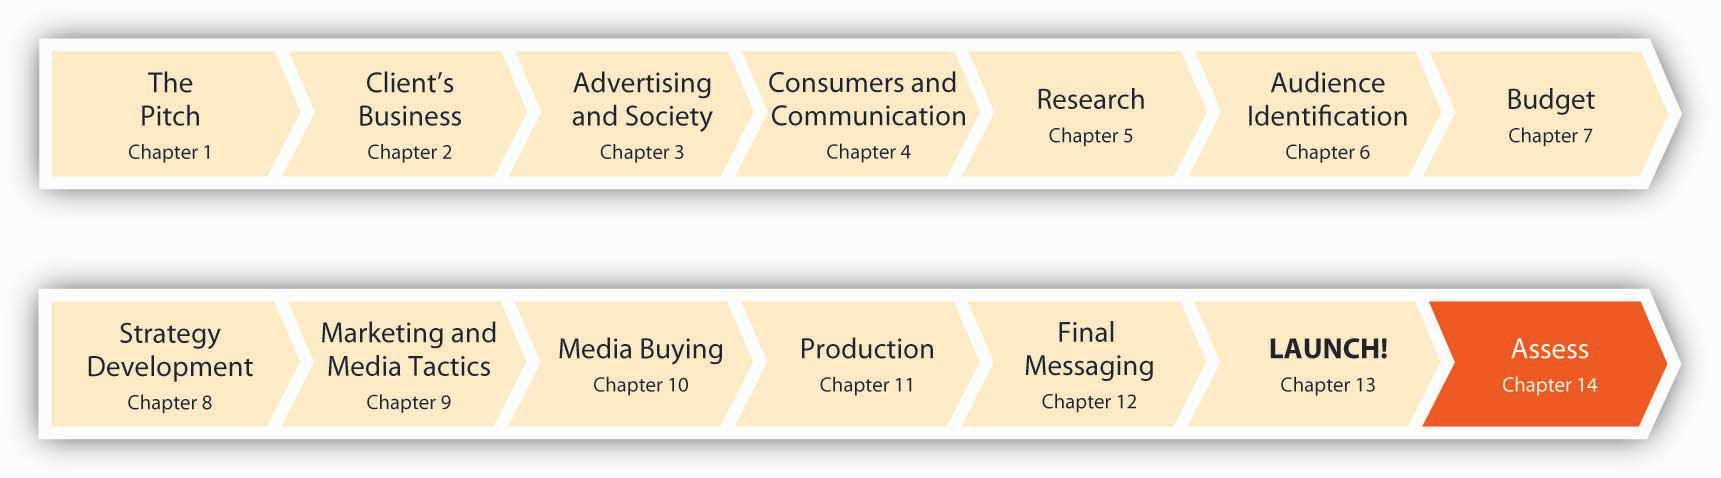 The
Pitch
Chapter 1
Client's
Business
Chapter 2
Advertising
and Society
Chapter 3
Consumers and
Communication
Chapter 4
Research
Chapter 5
Audience
Identification
Chapter 6
Budget
Chapter 7
Strategy
Development
Chapter 8
Marketing and
Media Tactics
Chapter 9
Media Buying
Chapter 10
Production
Chapter 11
Final
Messaging
Chapter 12
LAUNCH!
Chapter 13
Assess
Chapter 14